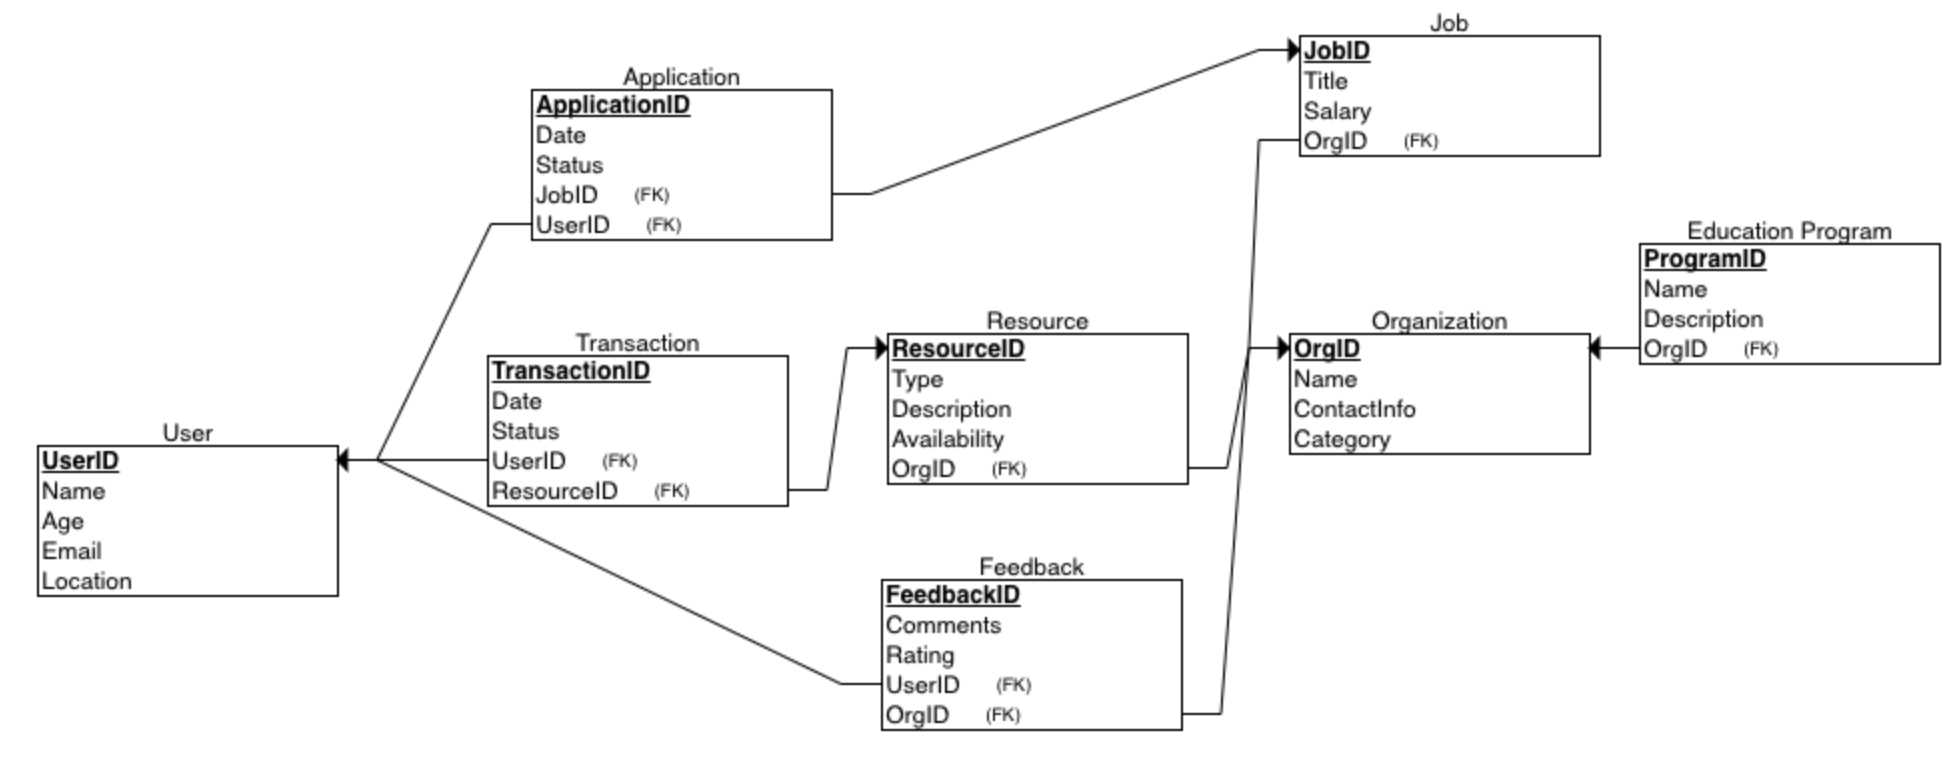 Job
JobID
Title
Salary
OrgID (FK)
Application
ApplicationID
Date
Status
JobID (FK)
UserID (FK)
Education Program
ProgramID
Name
Description
OrgID (FK)
Resource
ResourceID
Type
Description
Availability
OrgID (FK)
Organization
OrgID
Name
ContactInfo
Category
Transaction
TransactionID
Date
Status
UserID (FK)
ResourceID (FK)
User
UserID
Name
Age
Email
Location
Feedback
FeedbackID
Comments
Rating
UserID (FK)
OrgID (FK)